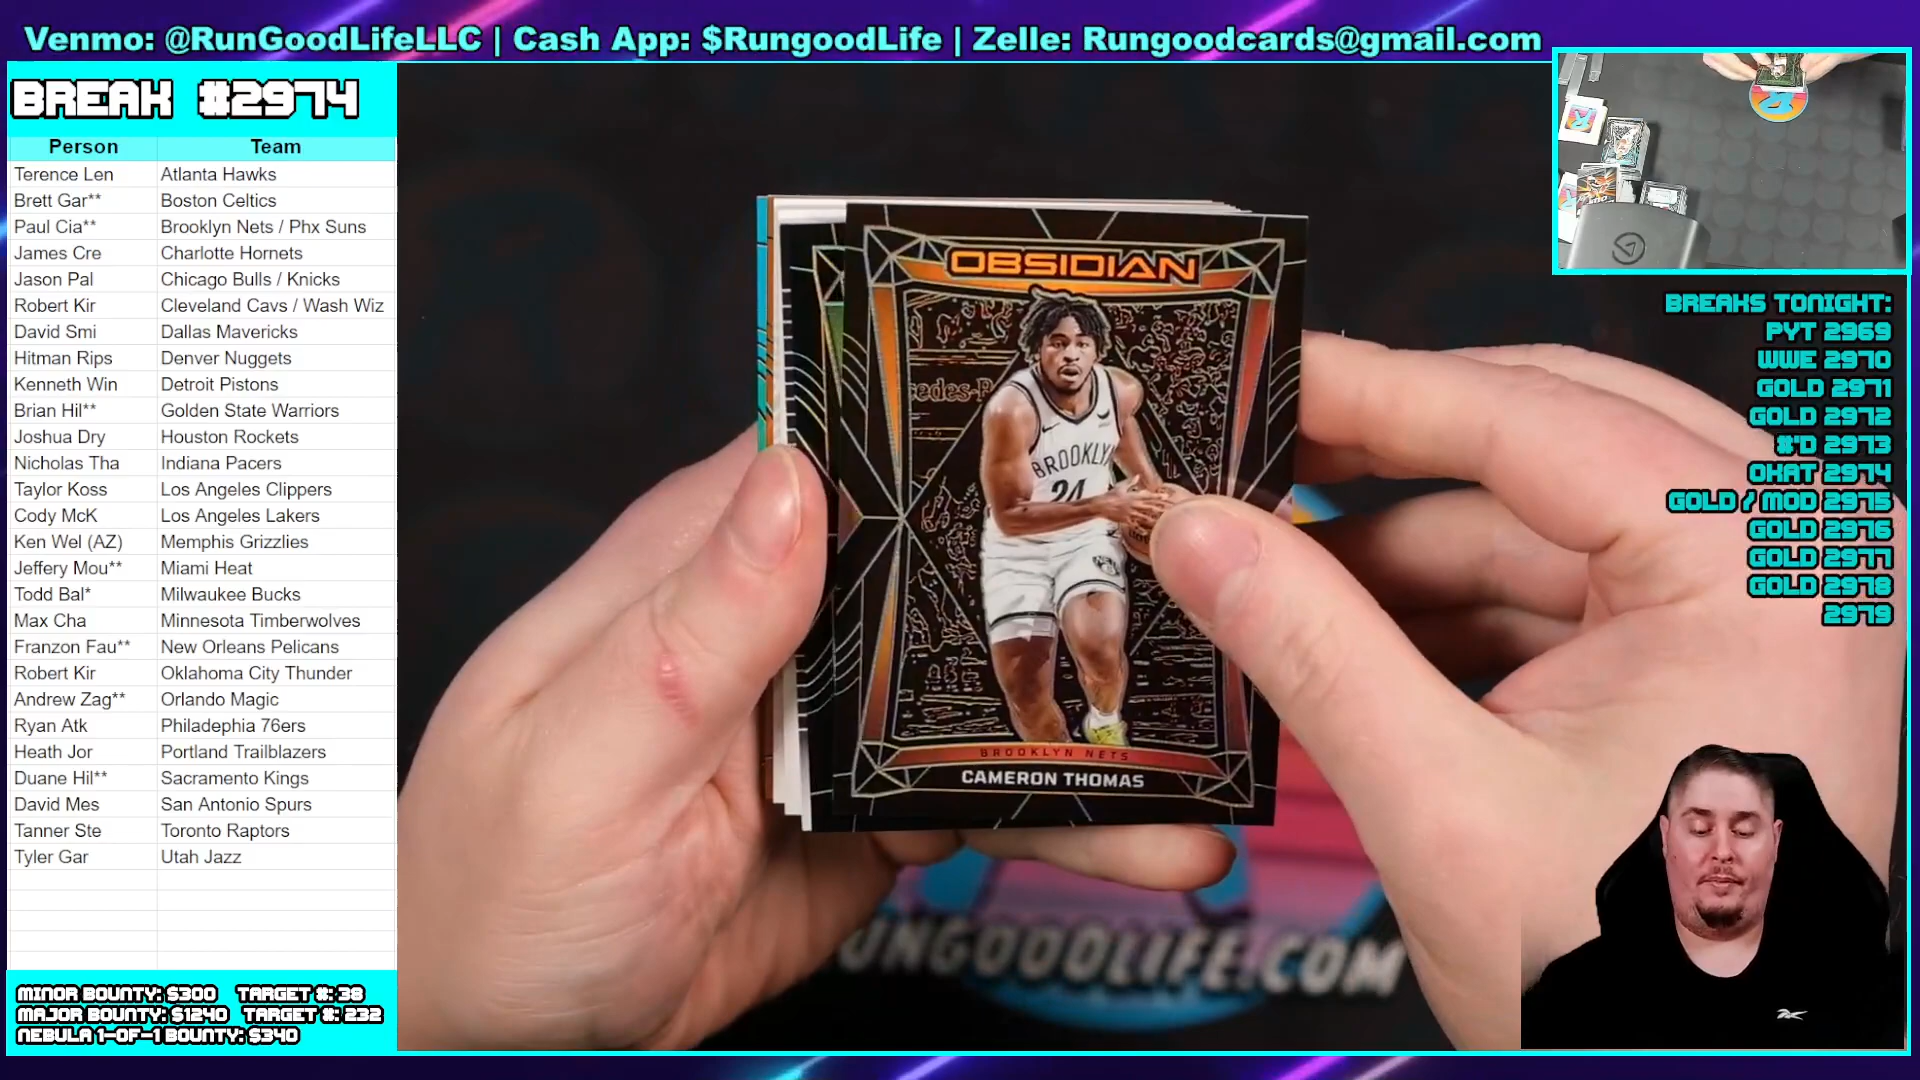 Venmo: @RunGoodLifeLLC | Cash App: $RungoodLife | Zelle: Rungoodcards@gmail.com
BREAK #2974
Person Team
Terence Len Atlanta Hawks
Brett Gar** Boston Celtics
Paul Cia** Brooklyn Nets / Phx Suns
James Cre Charlotte Hornets
Jason Pal Chicago Bulls / Knicks
Robert Kir Cleveland Cavs / Wash Wiz
David Smi Dallas Mavericks
Hitman Rips Denver Nuggets
Kenneth Win Detroit Pistons
Brian Hil** Golden State Warriors
Joshua Dry Houston Rockets
Nicholas Tha Indiana Pacers
Taylor Koss Los Angeles Clippers
Cody McK Los Angeles Lakers
Ken Wel (AZ) Memphis Grizzlies
Jeffery Mou** Miami Heat
Todd Bal* Milwaukee Bucks
Max Cha Minnesota Timberwolves
Franzon Fau** New Orleans Pelicans
Robert Kir Oklahoma City Thunder
Andrew Zag** Orlando Magic
Ryan Atk Philadephia 76ers
Heath Jor Portland Trailblazers
Duane Hil** Sacramento Kings
David Mes San Antonio Spurs
Tanner Ste Toronto Raptors
Tyler Gar Utah Jazz
MINOR BOUNTY: $300 TARGET #: 38
MAJOR BOUNTY: $1240 TARGET #: 232
NEBULA 1-OF-1 BOUNTY: $340
OBSIDIAN
edes-B
BROOKLYN
24
BROOKLYN NETS
CAMERON THOMAS
UNGOODLIFE.COM
BREAKS TONIGHT:
PYT 2969
WWE 2970
GOLD 2971
GOLD 2972
#'D 2973
OKAT 2974
GOLD / MOD 2975
GOLD 2976
GOLD 2977
GOLD 2978
2979